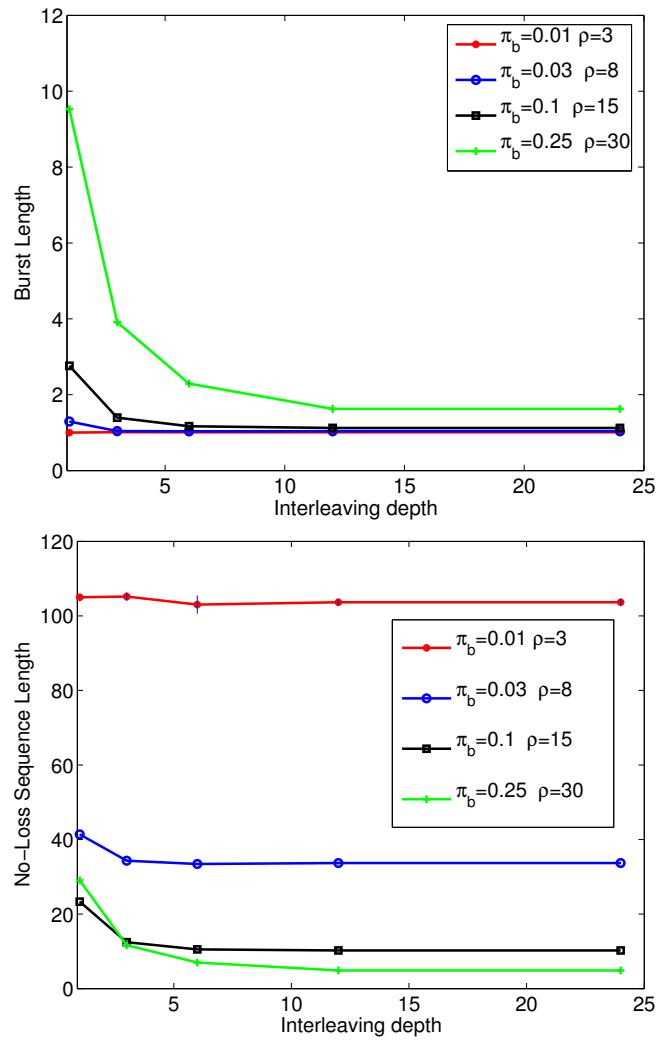 12
10
8
6
4
2
0
Burst Length
π_b=0.01 ρ=3
π_b=0.03 ρ=8
π_b=0.1 ρ=15
π_b=0.25 ρ=30
5
10
15
20
25
Interleaving depth
120
100
80
60
40
20
0
No–Loss Sequence Length
π_b=0.01 ρ=3
π_b=0.03 ρ=8
π_b=0.1 ρ=15
π_b=0.25 ρ=30
5
10
15
20
25
Interleaving depth